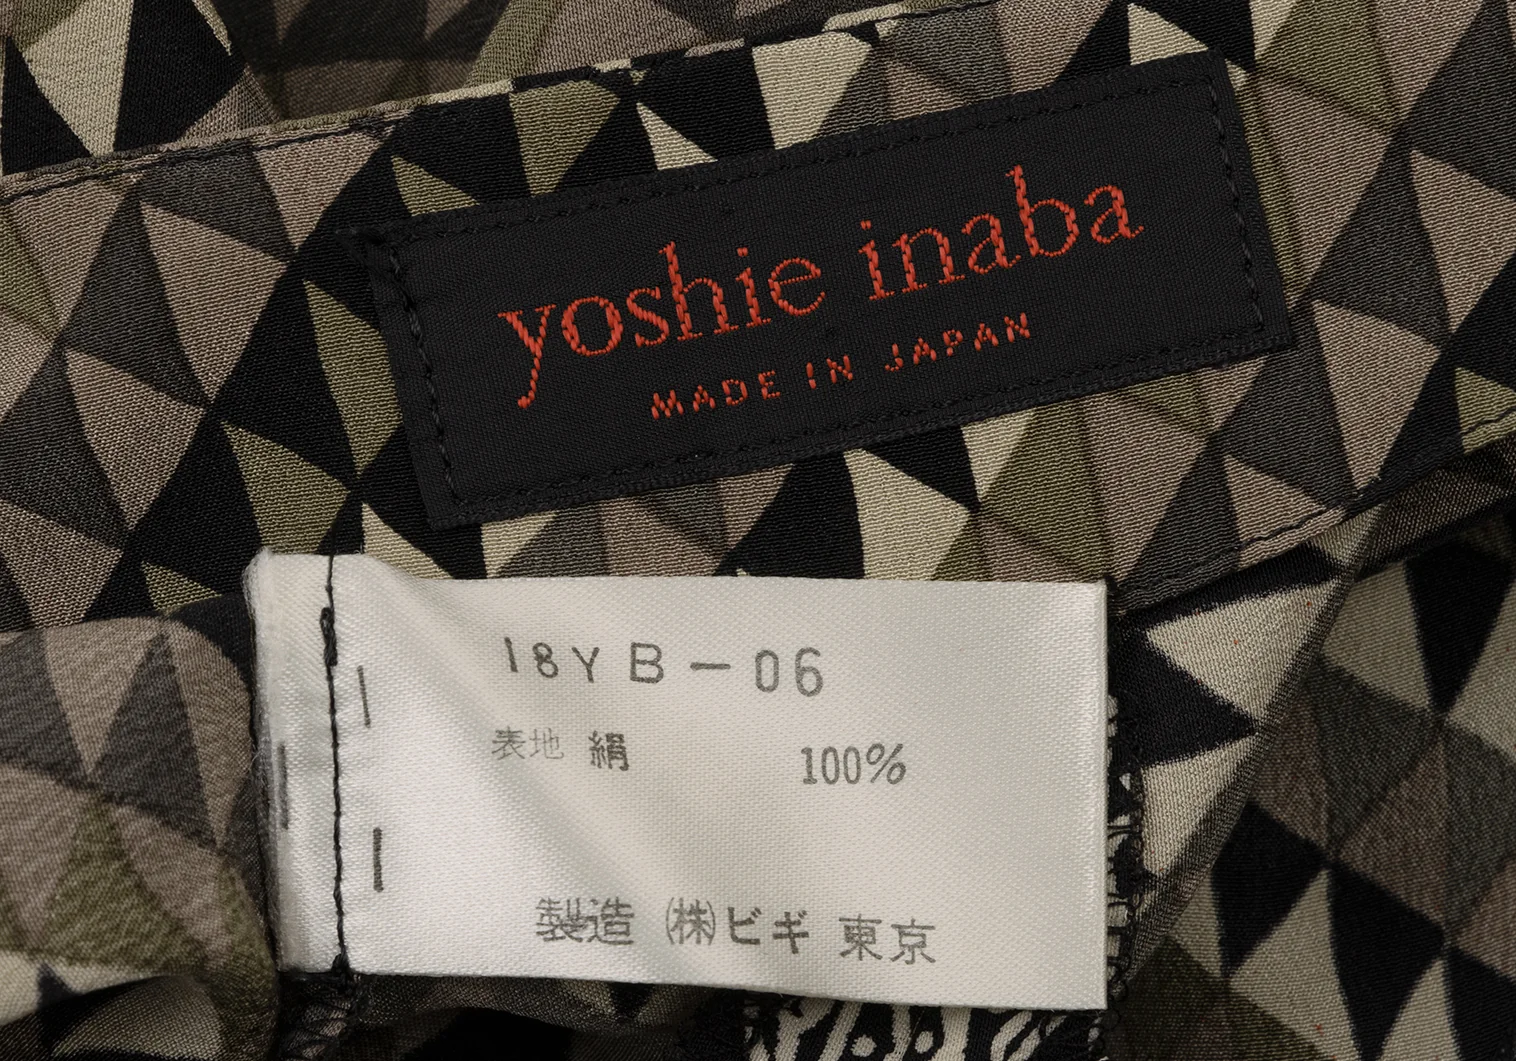 yoshie inaba
MADE IN JAPAN
18YB-06
表地 絹 100%
製造 ㈱ビギ 東京